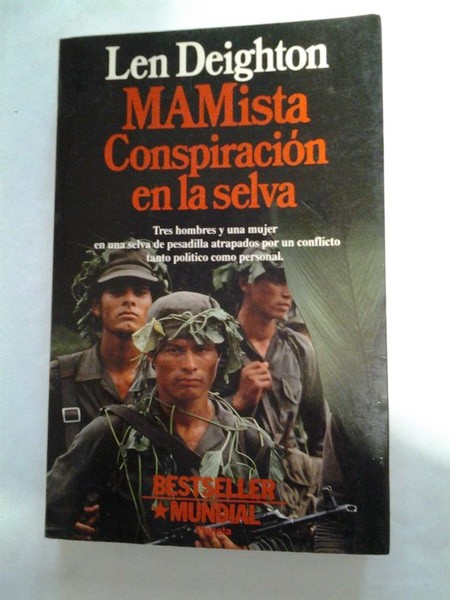 Len Deighton
MAMista
Conspiración
en la selva
Tres hombres y una mujer
en una selva de pesadilla atrapados por un conflicto
tanto político como personal.
BESTSELLER
MUNDIAL